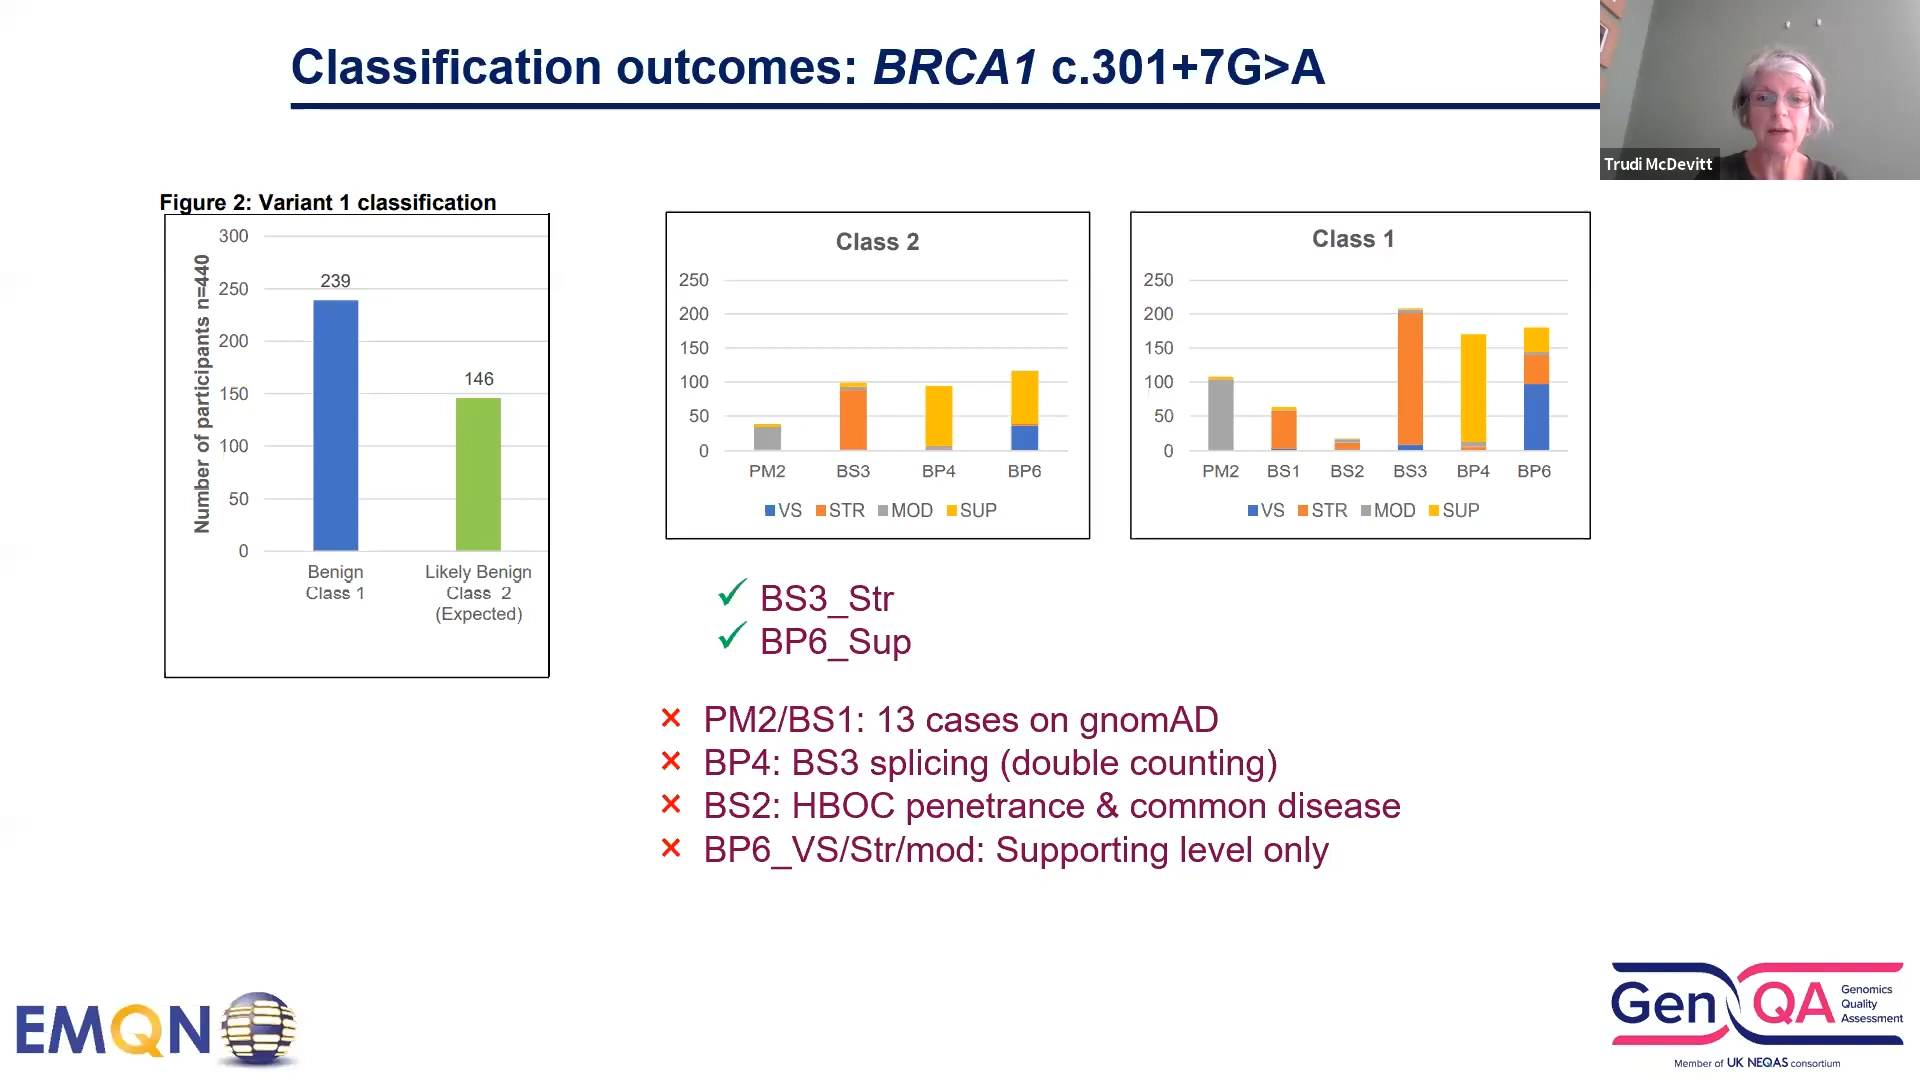 Classification outcomes: BRCA1 c.301+7G>A
Trudi McDevitt
Figure 2: Variant 1 classification
Number of participants n=440
300
250
200
150
100
50
0
239
146
Benign
Class 1
Likely Benign
Class 2
(Expected)
Class 2
250
200
150
100
50
0
PM2 BS3 BP4 BP6
VS STR MOD SUP
Class 1
250
200
150
100
50
0
PM2 BS1 BS2 BS3 BP4 BP6
VS STR MOD SUP
✓ BS3_Str
✓ BP6_Sup
× PM2/BS1: 13 cases on gnomAD
× BP4: BS3 splicing (double counting)
× BS2: HBOC penetrance & common disease
× BP6_VS/Str/mod: Supporting level only
EMQN
GenQA
Genomics
Quality
Assessment
Member of UK NEQAS consortium